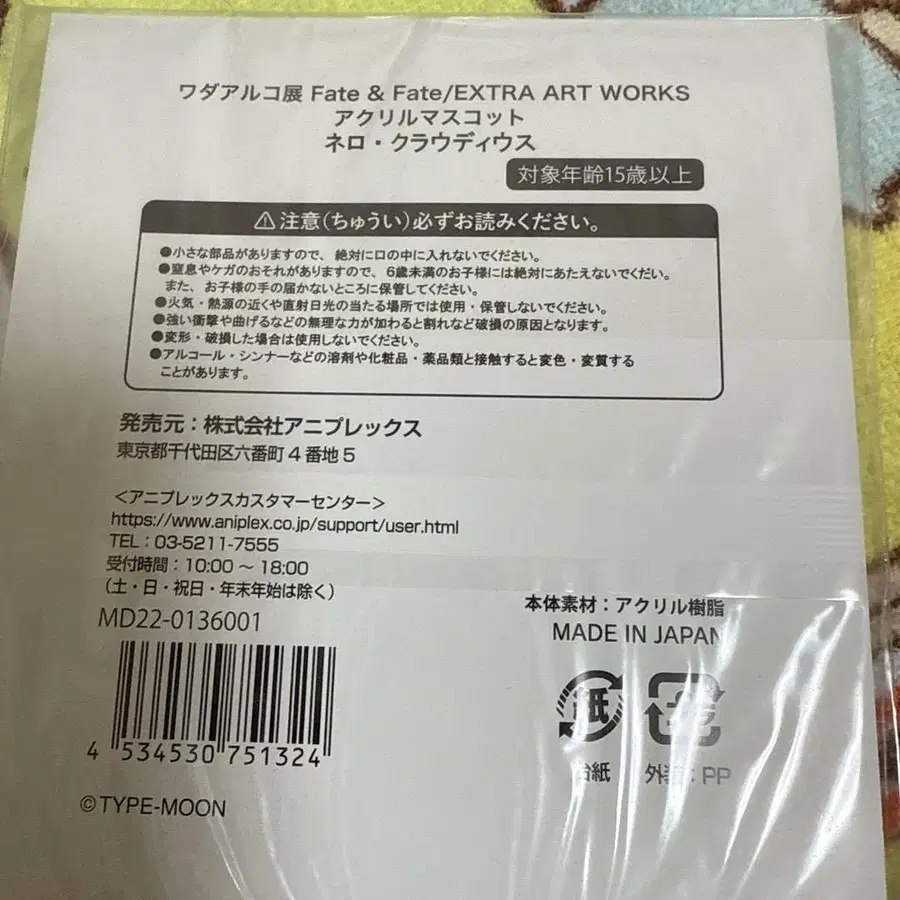 ワダアルコ展 Fate & Fate/EXTRA ART WORKS
アクリルマスコット
ネロ・クラウディウス
対象年齢15歳以上
⚠注意(ちゅうい)必ずお読みください。
●小さな部品がありますので、絶対に口の中に入れないでください。
●窒息やケガのおそれがありますので、6歳未満のお子様には絶対にあたえないでください。
また、お子様の手の届かないところに保管してください。
●火気・熱源の近くや直射日光の当たる場所では使用・保管しないでください。
●強い衝撃や曲げるなどの無理な力が加わると割れなど破損の原因となります。
●変形・破損した場合は使用しないでください。
●アルコール・シンナーなどの溶剤や化粧品・薬品類と接触すると変色・変質する
ことがあります。
発売元：株式会社アニプレックス
東京都千代田区六番町4番地5
<アニプレックスカスタマーセンター>
https://www.aniplex.co.jp/support/user.html
TEL：03-5211-7555
受付時間：10:00～18:00
(土・日・祝日・年末年始は除く)
MD22-0136001
本体素材：アクリル樹脂
MADE IN JAPAN
紙 プラ
台紙 外装：PP
4 534530 751324
©TYPE-MOON